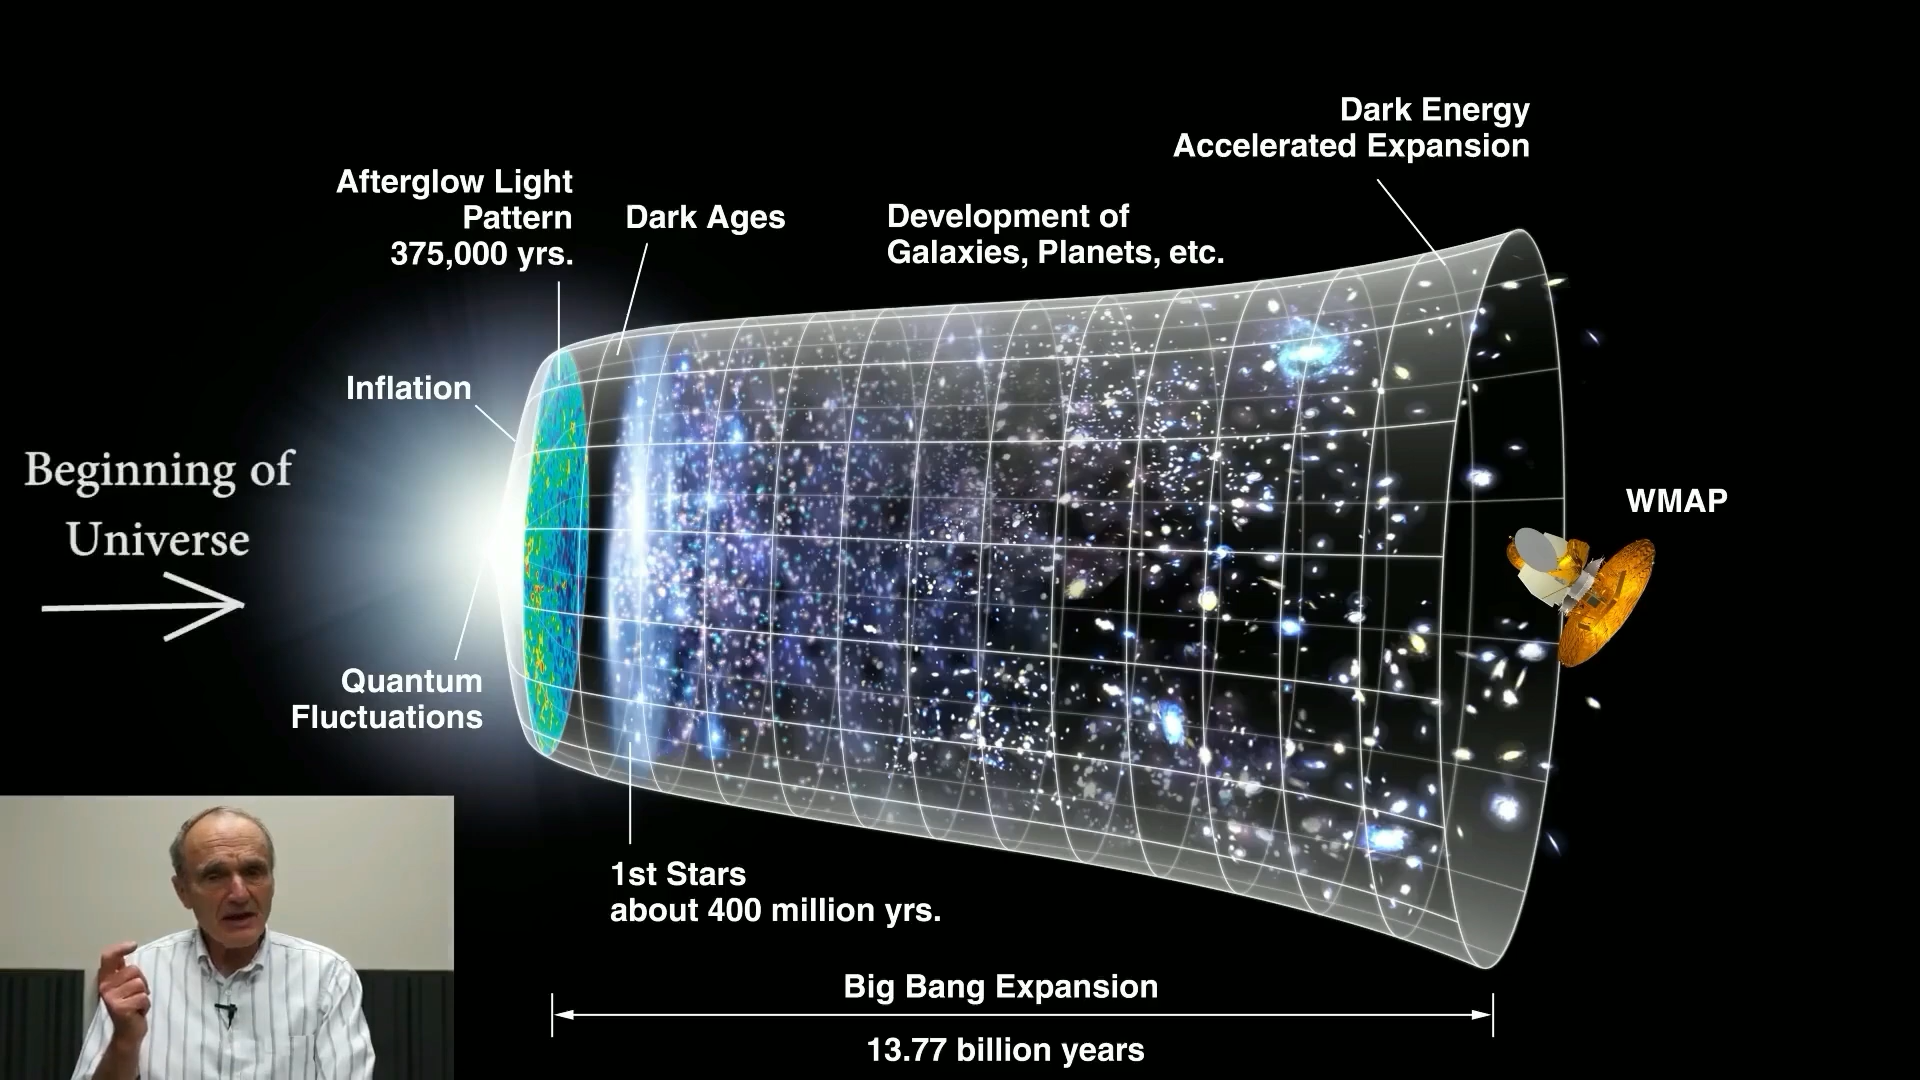 Dark Energy
Accelerated Expansion
Afterglow Light
Pattern
375,000 yrs.
Dark Ages
Development of
Galaxies, Planets, etc.
Inflation
Beginning of
Universe
WMAP
Quantum
Fluctuations
1st Stars
about 400 million yrs.
Big Bang Expansion
13.77 billion years